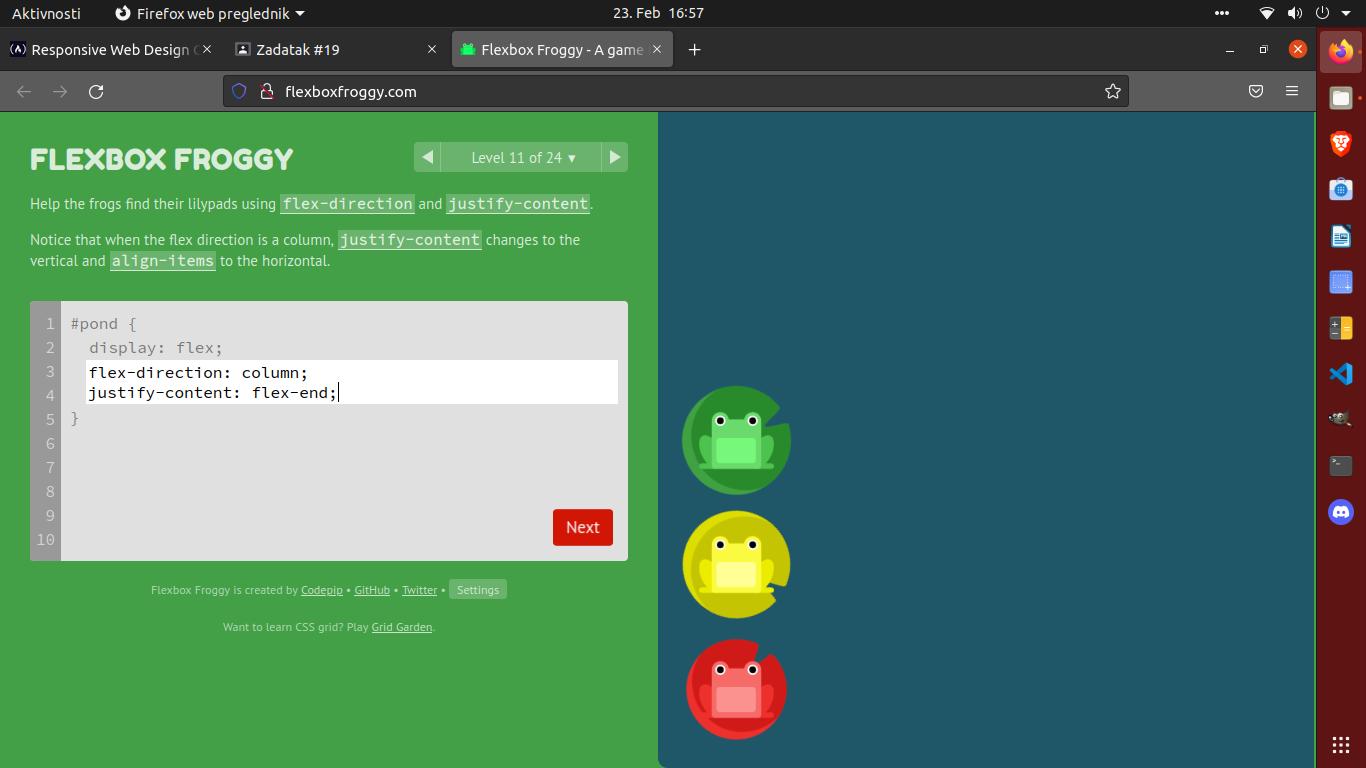 Aktivnosti Firefox web preglednik 23. Feb 16:57
Responsive Web Design Zadatak #19 Flexbox Froggy - A game
flexboxfroggy.com
FLEXBOX FROGGY
Level 11 of 24 ▾
Help the frogs find their lilypads using flex-direction and justify-content.
Notice that when the flex direction is a column, justify-content changes to the
vertical and align-items to the horizontal.
1 #pond {
2 display: flex;
3 flex-direction: column;
4 justify-content: flex-end;
5 }
6
7
8
9
10
Next
Flexbox Froggy is created by Codepip • GitHub • Twitter • Settings
Want to learn CSS grid? Play Grid Garden.